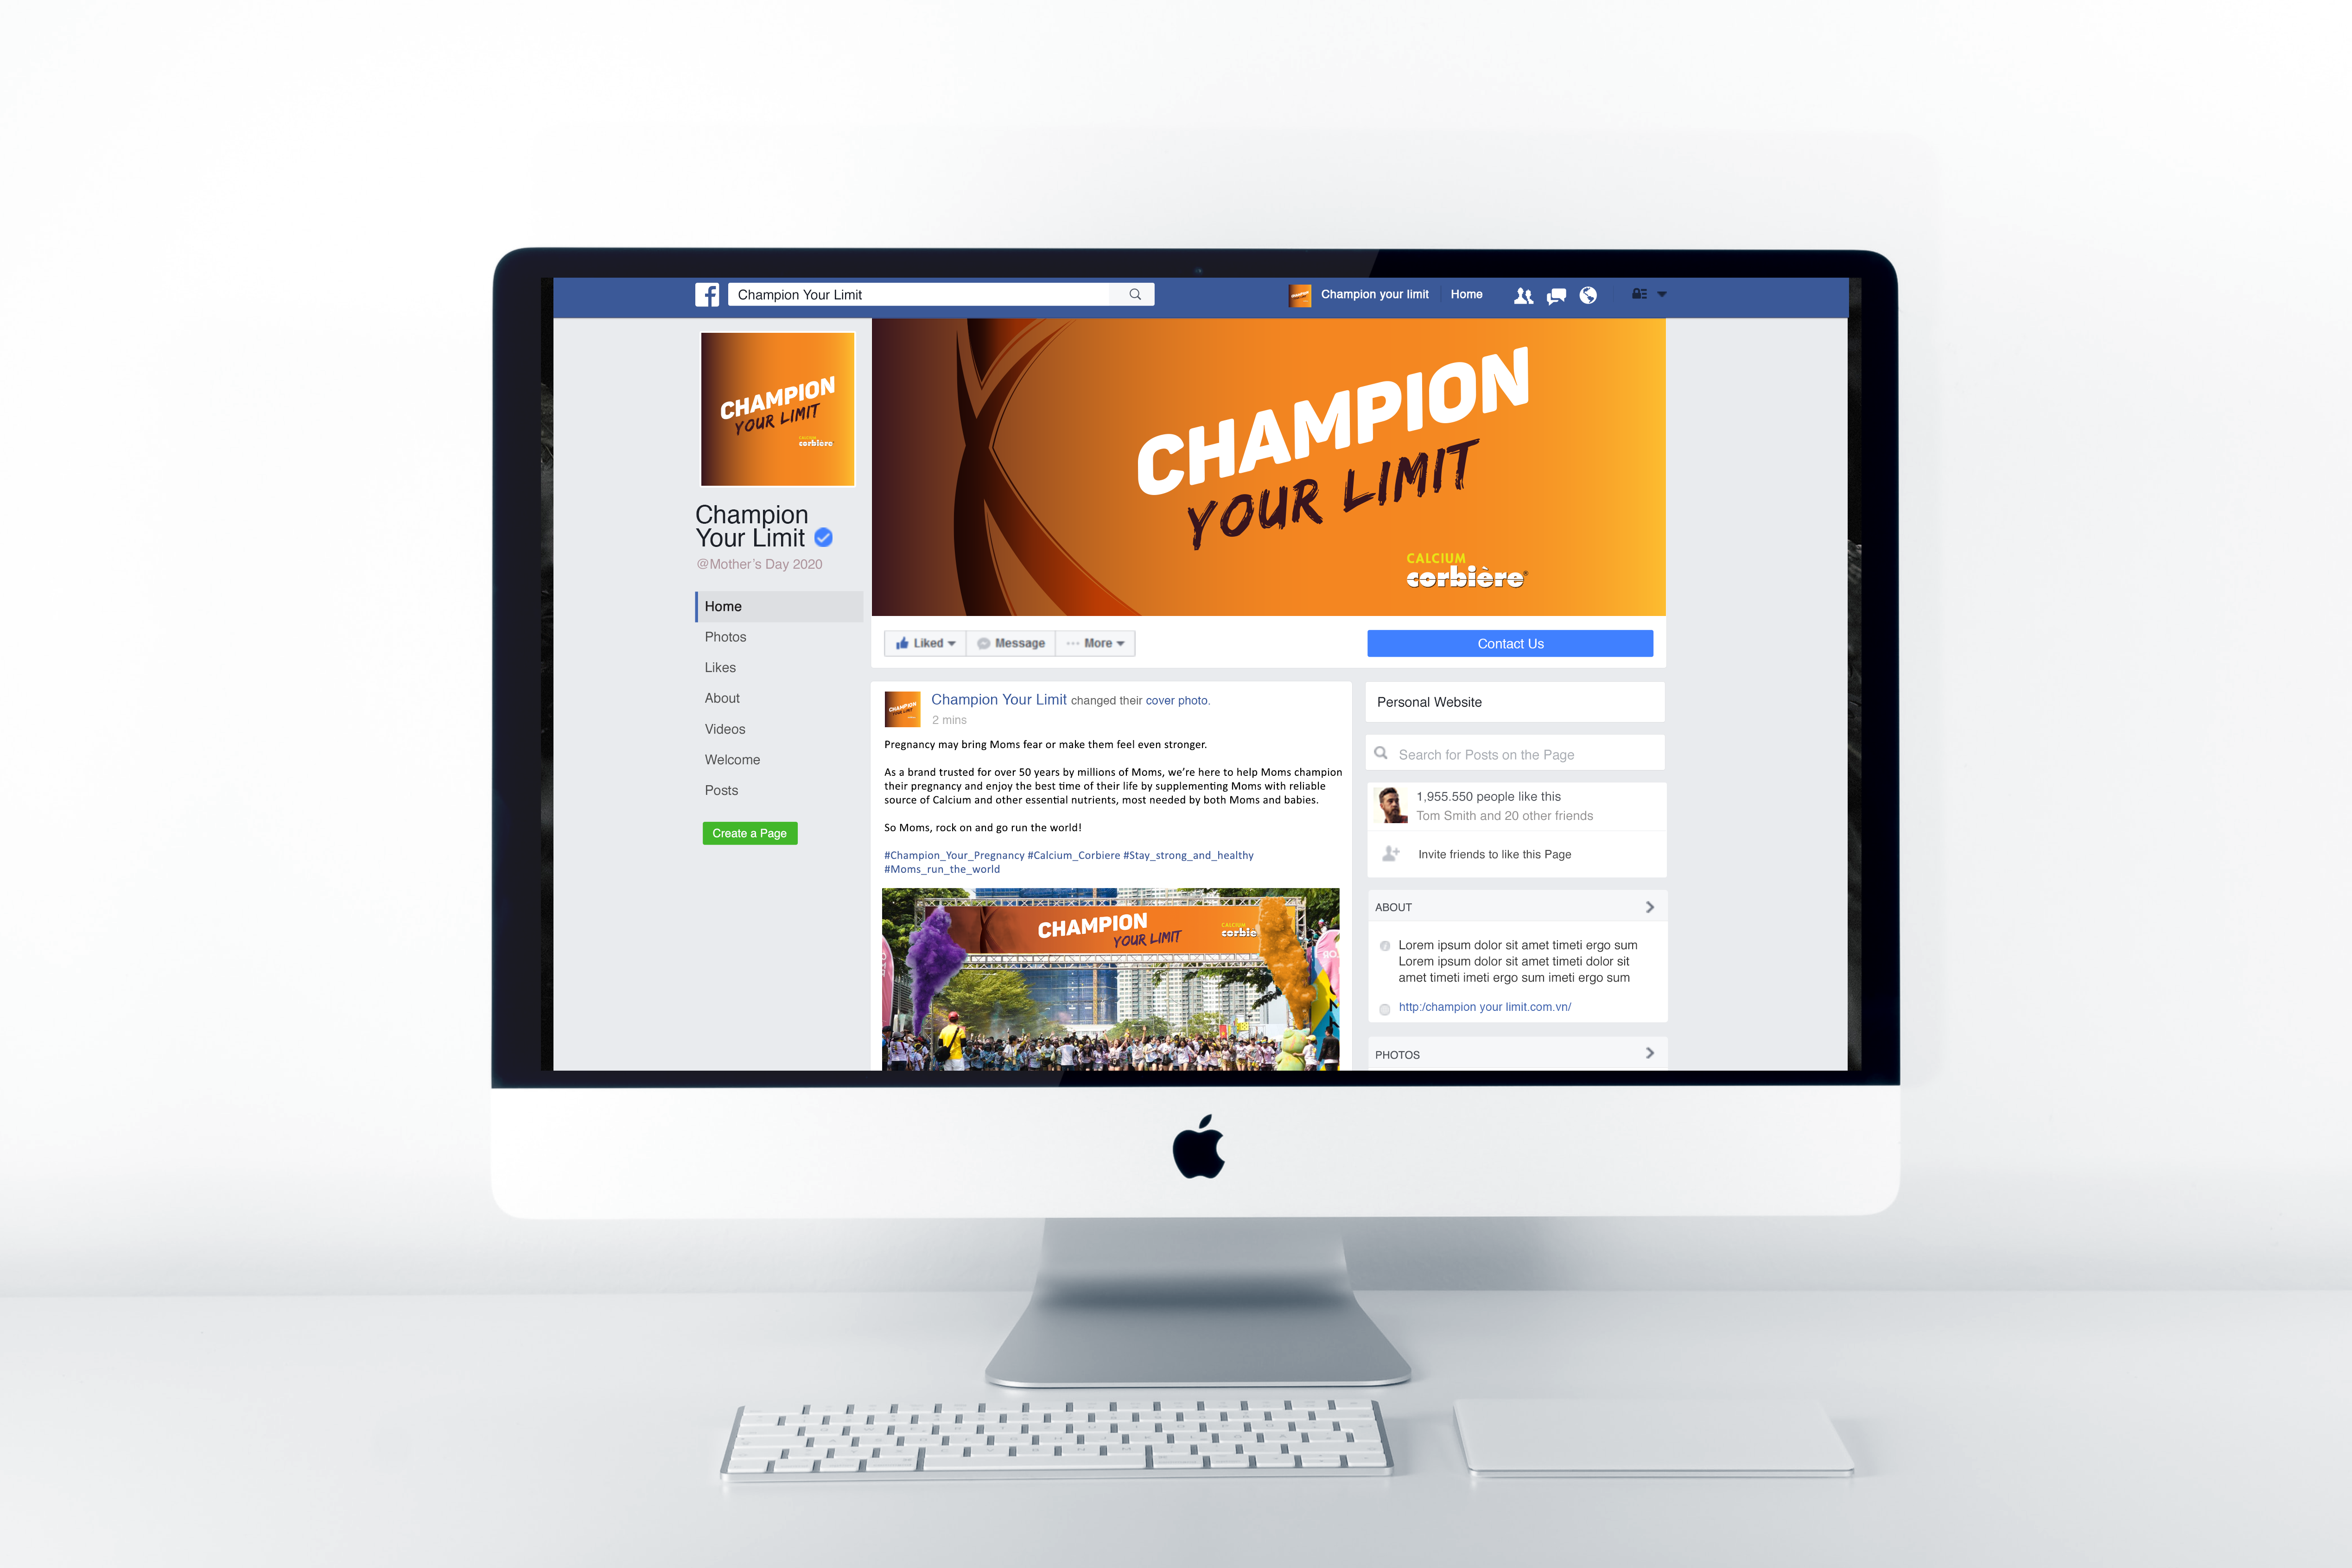 Champion Your Limit
Champion your limit
Home
CHAMPION
YOUR LIMIT
CALCIUM
corbière
CHAMPION
YOUR LIMIT
CALCIUM
corbière®
Champion
Your Limit
@Mother's Day 2020
Home
Photos
Likes
About
Videos
Welcome
Posts
Create a Page
Liked
Message
More
Contact Us
Champion Your Limit changed their cover photo.
2 mins
Pregnancy may bring Moms fear or make them feel even stronger.
As a brand trusted for over 50 years by millions of Moms, we're here to help Moms champion
their pregnancy and enjoy the best time of their life by supplementing Moms with reliable
source of Calcium and other essential nutrients, most needed by both Moms and babies.
So Moms, rock on and go run the world!
#Champion_Your_Pregnancy #Calcium_Corbiere #Stay_strong_and_healthy
#Moms_run_the_world
CHAMPION
YOUR LIMIT
CALCIUM
corbie
Personal Website
Search for Posts on the Page
1,955.550 people like this
Tom Smith and 20 other friends
Invite friends to like this Page
ABOUT
Lorem ipsum dolor sit amet timeti ergo sum
Lorem ipsum dolor sit amet timeti dolor sit
amet timeti imeti ergo sum imeti ergo sum
http:/champion your limit.com.vn/
PHOTOS